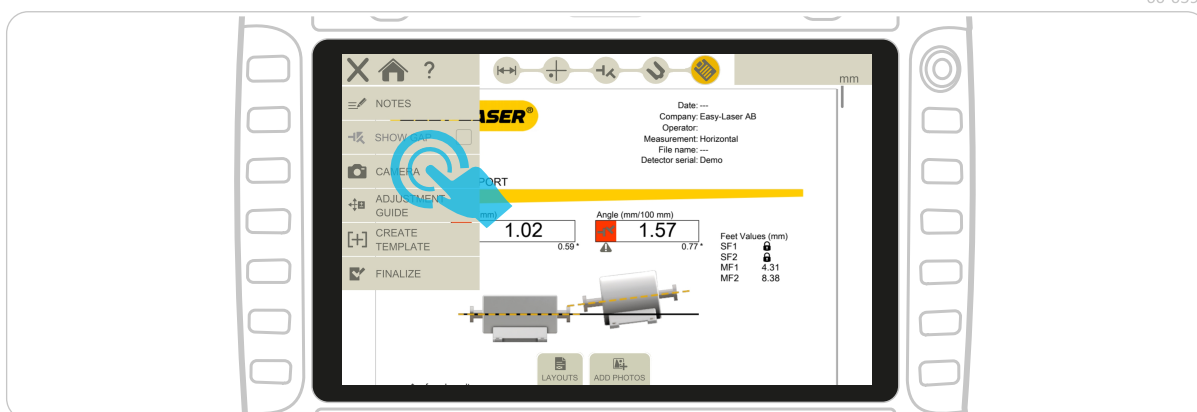 ?
mm
NOTES
SHOW GAP
CAMERA
ADJUSTMENT
GUIDE
CREATE
TEMPLATE
FINALIZE
ASER®
Date: ---
Company: Easy-Laser AB
Operator:
Measurement: Horizontal
File name: ---
Detector serial: Demo
PORT
mm)
1.02
0.59 *
Angle (mm/100 mm)
1.57
0.77 *
Feet Values (mm)
SF1
SF2
MF1 4.31
MF2 8.38
LAYOUTS
ADD PHOTOS